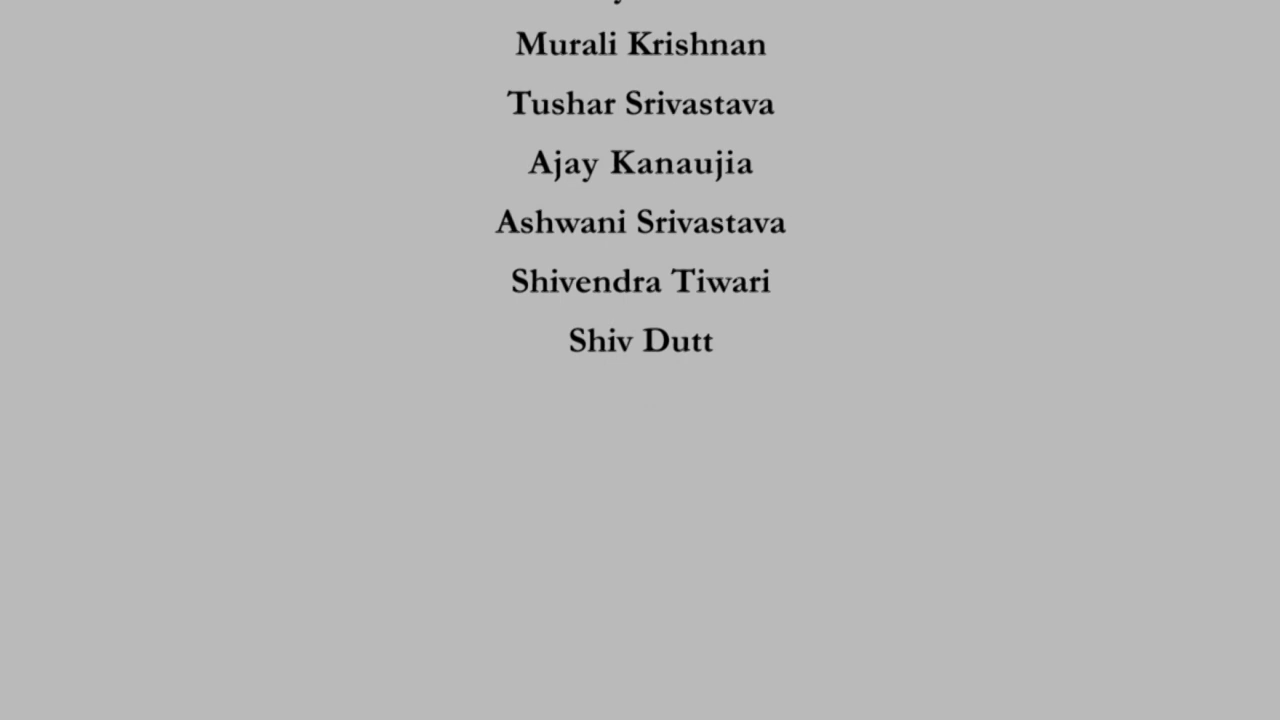 Murali Krishnan
Tushar Srivastava
Ajay Kanaujia
Ashwani Srivastava
Shivendra Tiwari
Shiv Dutt